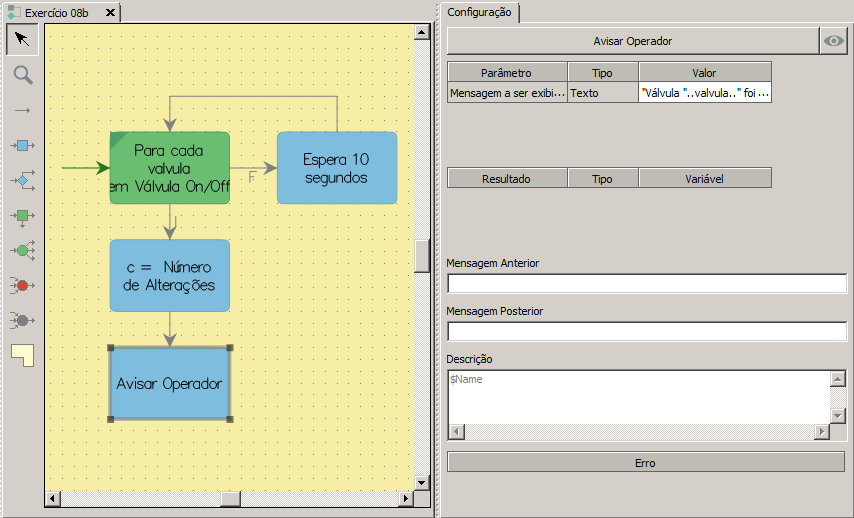 Exercício 08b
Para cada
valvula
em Válvula On/Off
F
I
Espera 10
segundos
c = Número
de Alterações
Avisar Operador
Configuração
Avisar Operador
Parâmetro Tipo Valor
Mensagem a ser exibi... Texto "Válvula "..valvula.." foi ...
Resultado Tipo Variável
Mensagem Anterior
Mensagem Posterior
Descrição
$Name
Erro